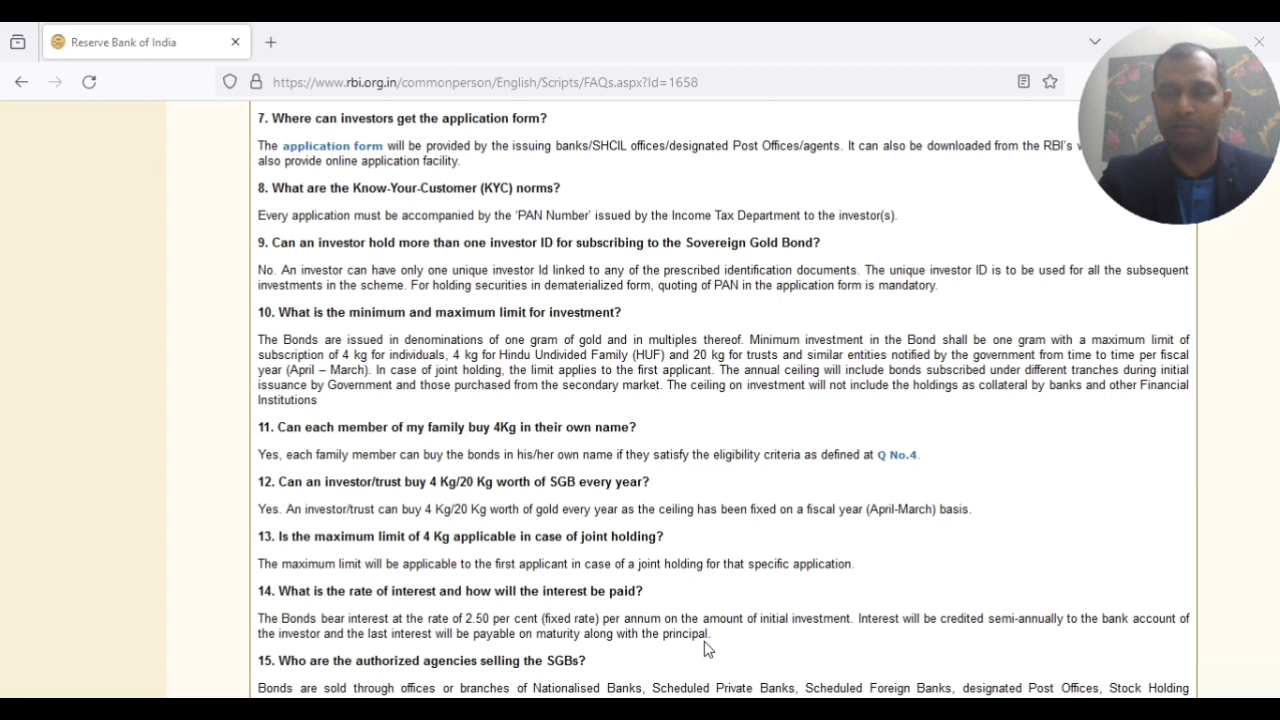 Reserve Bank of India
https://www.rbi.org.in/commonperson/English/Scripts/FAQs.aspx?Id=1658
7. Where can investors get the application form?
The application form will be provided by the issuing banks/SHCIL offices/designated Post Offices/agents. It can also be downloaded from the RBI's
also provide online application facility.
8. What are the Know-Your-Customer (KYC) norms?
Every application must be accompanied by the 'PAN Number' issued by the Income Tax Department to the investor(s).
9. Can an investor hold more than one investor ID for subscribing to the Sovereign Gold Bond?
No. An investor can have only one unique investor Id linked to any of the prescribed identification documents. The unique investor ID is to be used for all the subsequent
investments in the scheme. For holding securities in dematerialized form, quoting of PAN in the application form is mandatory.
10. What is the minimum and maximum limit for investment?
The Bonds are issued in denominations of one gram of gold and in multiples thereof. Minimum investment in the Bond shall be one gram with a maximum limit of
subscription of 4 kg for individuals, 4 kg for Hindu Undivided Family (HUF) and 20 kg for trusts and similar entities notified by the government from time to time per fiscal
year (April – March). In case of joint holding, the limit applies to the first applicant. The annual ceiling will include bonds subscribed under different tranches during initial
issuance by Government and those purchased from the secondary market. The ceiling on investment will not include the holdings as collateral by banks and other Financial
Institutions
11. Can each member of my family buy 4Kg in their own name?
Yes, each family member can buy the bonds in his/her own name if they satisfy the eligibility criteria as defined at Q No.4.
12. Can an investor/trust buy 4 Kg/20 Kg worth of SGB every year?
Yes. An investor/trust can buy 4 Kg/20 Kg worth of gold every year as the ceiling has been fixed on a fiscal year (April-March) basis.
13. Is the maximum limit of 4 Kg applicable in case of joint holding?
The maximum limit will be applicable to the first applicant in case of a joint holding for that specific application.
14. What is the rate of interest and how will the interest be paid?
The Bonds bear interest at the rate of 2.50 per cent (fixed rate) per annum on the amount of initial investment. Interest will be credited semi-annually to the bank account of
the investor and the last interest will be payable on maturity along with the principal.
15. Who are the authorized agencies selling the SGBs?
Bonds are sold through offices or branches of Nationalised Banks, Scheduled Private Banks, Scheduled Foreign Banks, designated Post Offices, Stock Holding